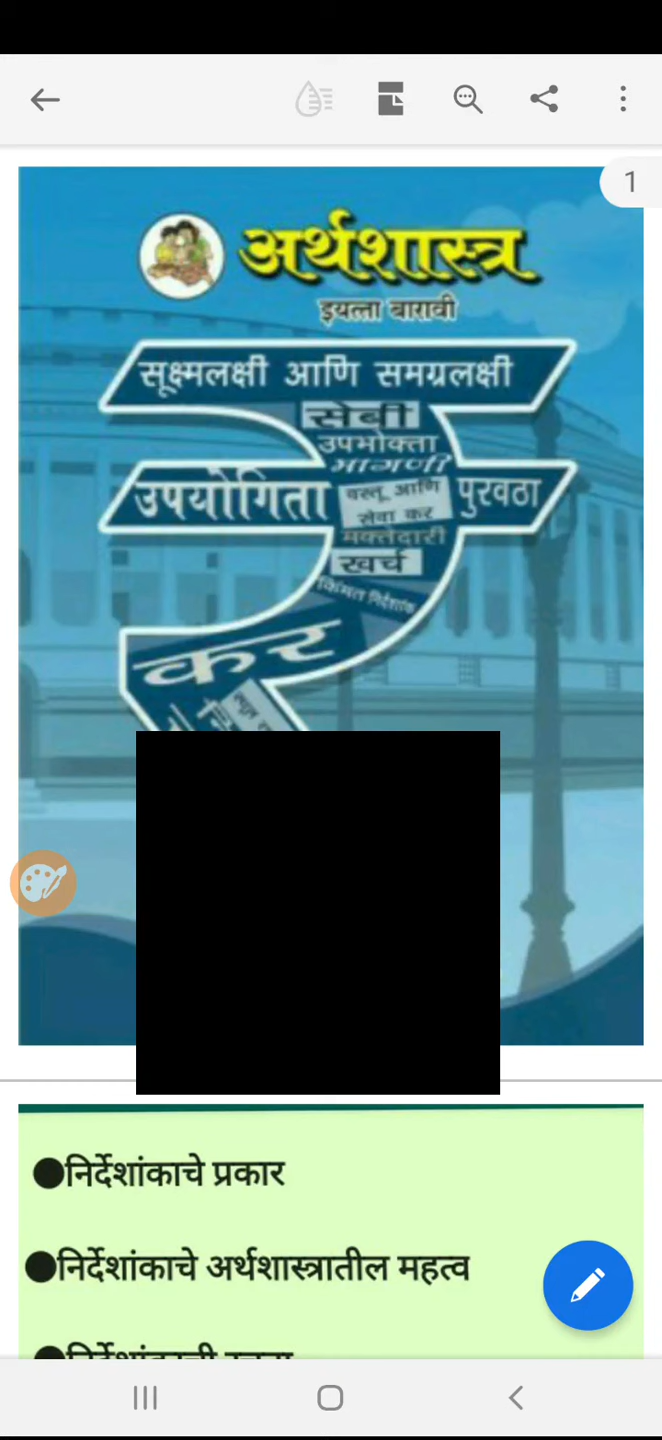 1
अर्थशास्त्र
इयत्ता बारावी
सूक्ष्मलक्षी आणि समग्रलक्षी
सेबी
उपभोक्ता
मागणी
उपयोगिता
वस्तू आणि
सेवा कर
पुरवठा
मक्तेदारी
खर्च
किंमत निर्देशांक
कर
●निर्देशांकाचे प्रकार
●निर्देशांकाचे अर्थशास्त्रातील महत्व